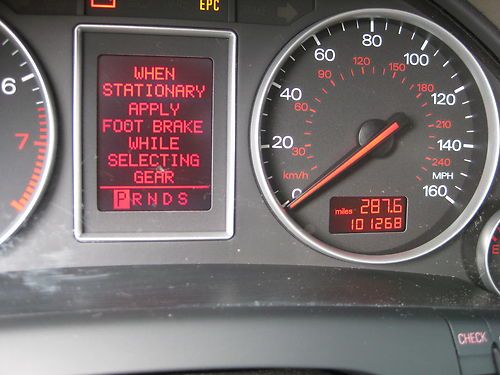 EPC
WHEN
STATIONARY
APPLY
FOOT BRAKE
WHILE
SELECTING
GEAR
P R N D S
6
7
0
20
40
60
80
100
120
140
160
MPH
30
90
120
150
180
210
240
km/h
miles 287.6
101268
E
CHECK